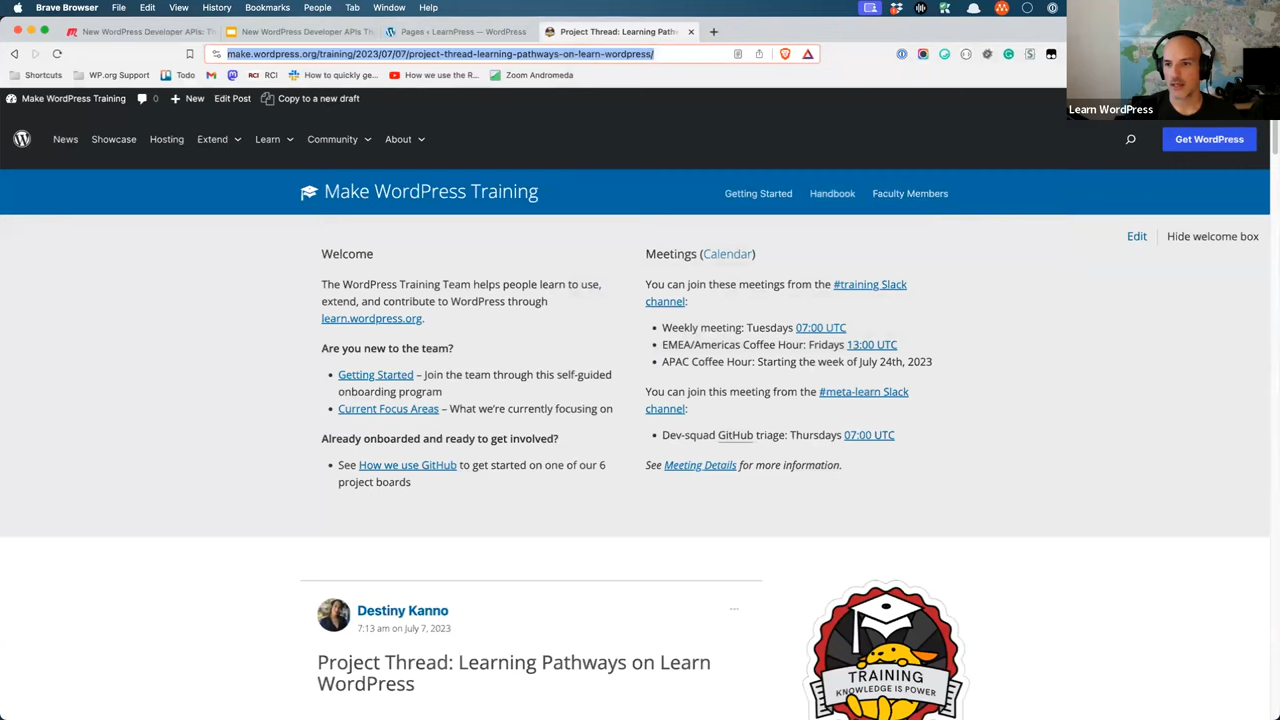 Brave Browser File Edit View History Bookmarks People Tab Window Help
New WordPress Developer APIs: Th
New WordPress Developer APIs Th
Pages ‹ LearnPress — WordPress
Project Thread: Learning Path
make.wordpress.org/training/2023/07/07/project-thread-learning-pathways-on-learn-wordpress/
Shortcuts WP.org Support Todo Mail RCI RCI How to quickly ge... How we use the R... Zoom Andromeda
Learn WordPress
Make WordPress Training 0 New Edit Post Copy to a new draft
News Showcase Hosting Extend Learn Community About Get WordPress
Make WordPress Training
Getting Started Handbook Faculty Members
Edit Hide welcome box
Welcome
The WordPress Training Team helps people learn to use,
extend, and contribute to WordPress through
learn.wordpress.org.
Are you new to the team?
Getting Started – Join the team through this self-guided
onboarding program
Current Focus Areas – What we're currently focusing on
Already onboarded and ready to get involved?
See How we use GitHub to get started on one of our 6
project boards
Meetings (Calendar)
You can join these meetings from the #training Slack
channel:
Weekly meeting: Tuesdays 07:00 UTC
EMEA/Americas Coffee Hour: Fridays 13:00 UTC
APAC Coffee Hour: Starting the week of July 24th, 2023
You can join this meeting from the #meta-learn Slack
channel:
Dev-squad GitHub triage: Thursdays 07:00 UTC
See Meeting Details for more information.
Destiny Kanno
7:13 am on July 7, 2023
Project Thread: Learning Pathways on Learn
WordPress
TRAINING
KNOWLEDGE IS POWER